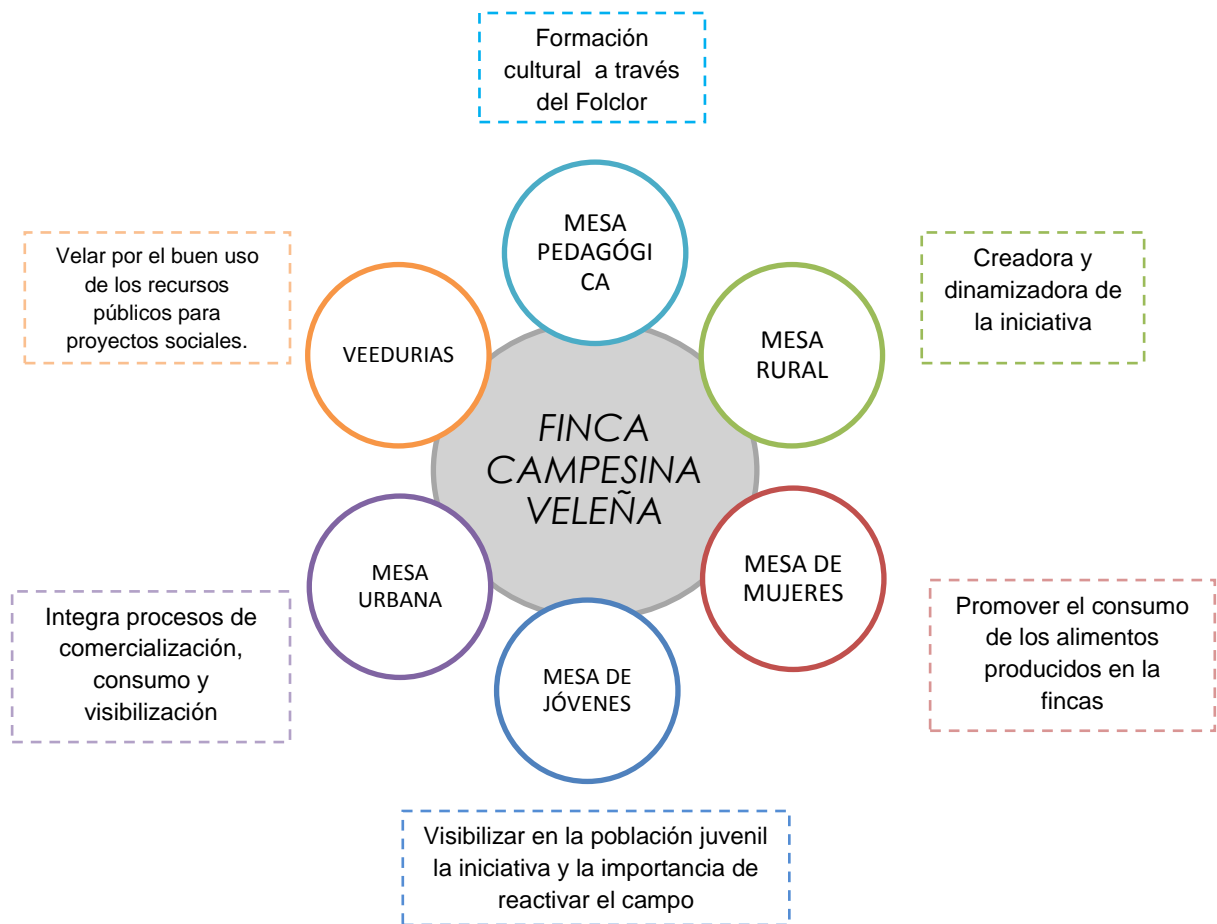 Formación
cultural a través
del Folclor
MESA
PEDAGÓGI
CA
Velar por el buen uso
de los recursos
públicos para
proyectos sociales.
VEEDURIAS
MESA
RURAL
Creadora y
dinamizadora de
la iniciativa
FINCA
CAMPESINA
VELEÑA
Integra procesos de
comercialización,
consumo y
visibilización
MESA
URBANA
MESA DE
JÓVENES
MESA DE
MUJERES
Promover el consumo
de los alimentos
producidos en la
fincas
Visibilizar en la población juvenil
la iniciativa y la importancia de
reactivar el campo